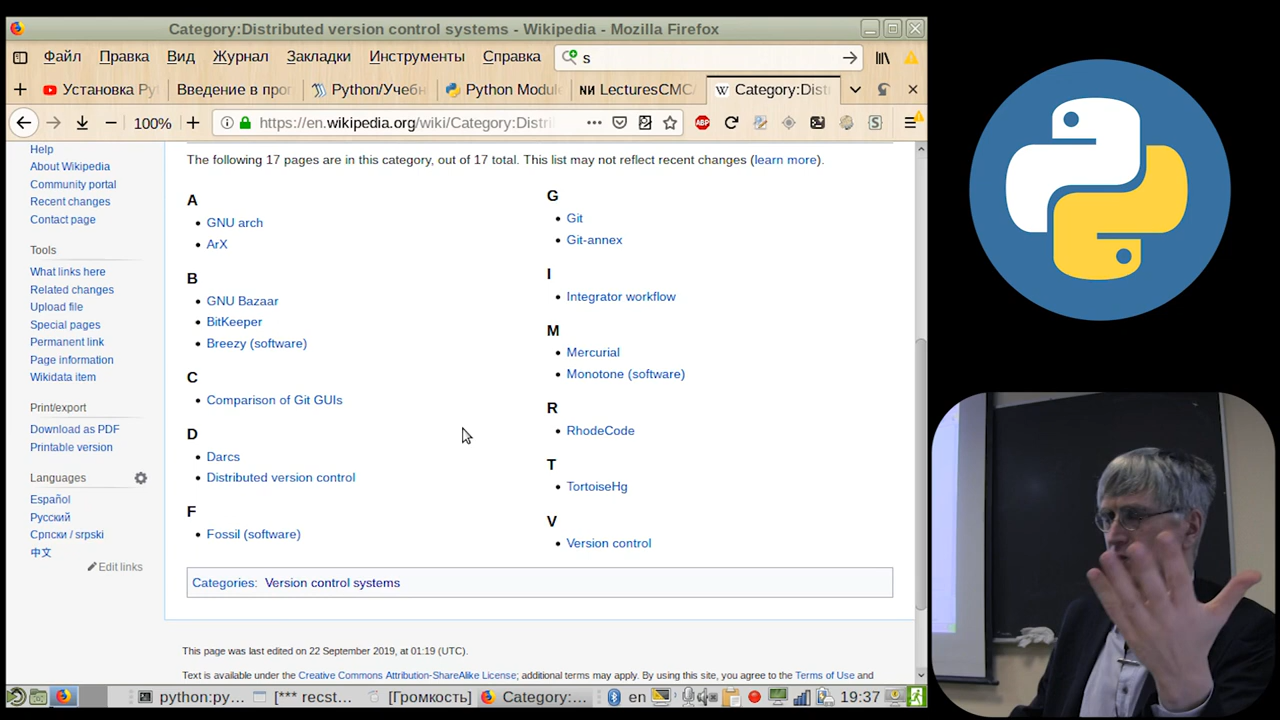 Category:Distributed version control systems - Wikipedia - Mozilla Firefox
Файл Правка Вид Журнал Закладки Инструменты Справка s
Установка Py Введение в прог Python/Учебн Python Module LecturesCMC/ W Category:Dist
100% https://en.wikipedia.org/wiki/Category:Distri ABP S
Help
About Wikipedia
Community portal
Recent changes
Contact page
Tools
What links here
Related changes
Upload file
Special pages
Permanent link
Page information
Wikidata item
Print/export
Download as PDF
Printable version
Languages
Español
Русский
Српски / srpski
中文
Edit links
The following 17 pages are in this category, out of 17 total. This list may not reflect recent changes (learn more).
A
GNU arch
ArX
B
GNU Bazaar
BitKeeper
Breezy (software)
C
Comparison of Git GUIs
D
Darcs
Distributed version control
F
Fossil (software)
G
Git
Git-annex
I
Integrator workflow
M
Mercurial
Monotone (software)
R
RhodeCode
T
TortoiseHg
V
Version control
Categories: Version control systems
This page was last edited on 22 September 2019, at 01:19 (UTC).
Text is available under the Creative Commons Attribution-ShareAlike License; additional terms may apply. By using this site, you agree to the Terms of Use and
python:py... [*** recst... [Громкость] Category:... en 19:37